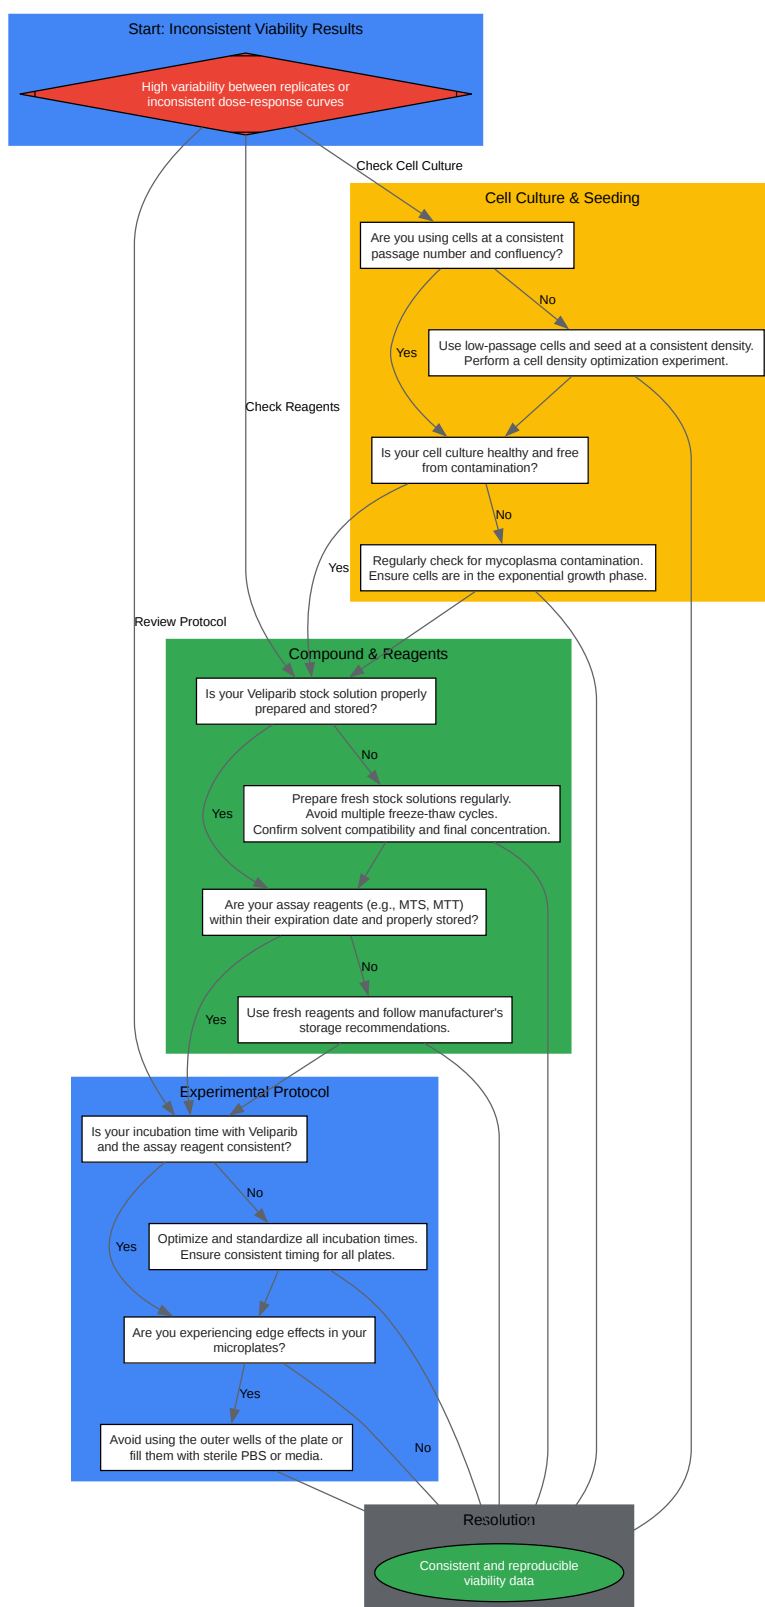 Start: Inconsistent Viability Results
High variability between replicates or
inconsistent dose-response curves
Check Cell Culture
Cell Culture & Seeding
Are you using cells at a consistent
passage number and confluency?
No
Use low-passage cells and seed at a consistent density.
Perform a cell density optimization experiment.
Yes
Check Reagents
Is your cell culture healthy and free
from contamination?
No
Regularly check for mycoplasma contamination.
Ensure cells are in the exponential growth phase.
Yes
Review Protocol
Compound & Reagents
Is your Veliparib stock solution properly
prepared and stored?
No
Prepare fresh stock solutions regularly.
Avoid multiple freeze-thaw cycles.
Confirm solvent compatibility and final concentration.
Yes
Are your assay reagents (e.g., MTS, MTT)
within their expiration date and properly stored?
No
Use fresh reagents and follow manufacturer's
storage recommendations.
Yes
Experimental Protocol
Is your incubation time with Veliparib
and the assay reagent consistent?
No
Optimize and standardize all incubation times.
Ensure consistent timing for all plates.
Yes
Are you experiencing edge effects in your
microplates?
Yes
Avoid using the outer wells of the plate or
fill them with sterile PBS or media.
No
Resolution
Consistent and reproducible
viability data